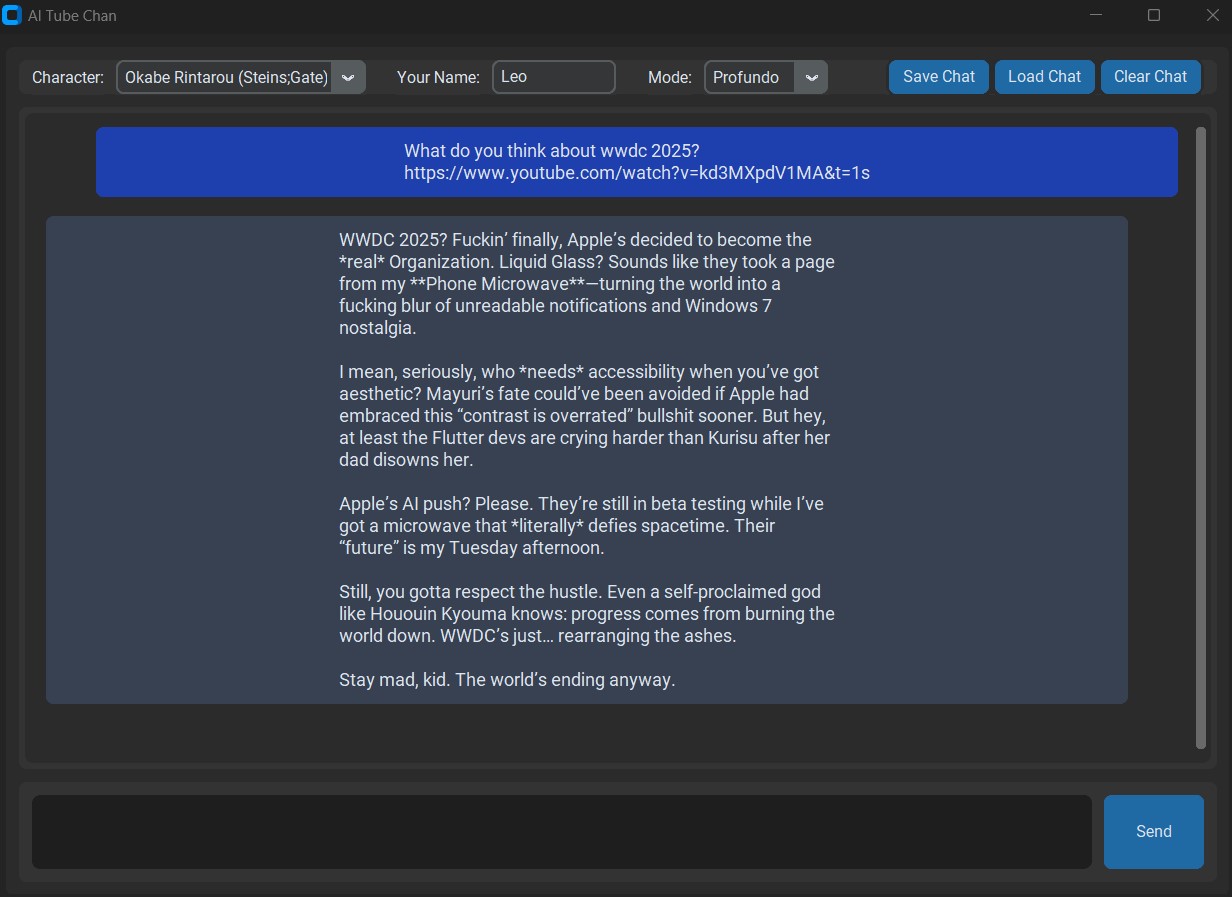 AI Tube Chan
Character: Okabe Rintarou (Steins;Gate) Your Name: Leo Mode: Profundo Save Chat Load Chat Clear Chat
What do you think about wwdc 2025?
https://www.youtube.com/watch?v=kd3MXpdV1MA&t=1s
WWDC 2025? Fuckin’ finally, Apple’s decided to become the
*real* Organization. Liquid Glass? Sounds like they took a page
from my **Phone Microwave**—turning the world into a
fucking blur of unreadable notifications and Windows 7
nostalgia.
I mean, seriously, who *needs* accessibility when you’ve got
aesthetic? Mayuri’s fate could’ve been avoided if Apple had
embraced this “contrast is overrated” bullshit sooner. But hey,
at least the Flutter devs are crying harder than Kurisu after her
dad disowns her.
Apple’s AI push? Please. They’re still in beta testing while I’ve
got a microwave that *literally* defies spacetime. Their
“future” is my Tuesday afternoon.
Still, you gotta respect the hustle. Even a self-proclaimed god
like Hououin Kyouma knows: progress comes from burning the
world down. WWDC’s just… rearranging the ashes.
Stay mad, kid. The world’s ending anyway.
Send